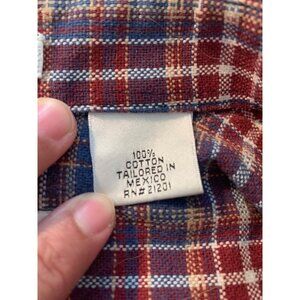 100%
COTTON
TAILORED IN
MEXICO
RN# 21201